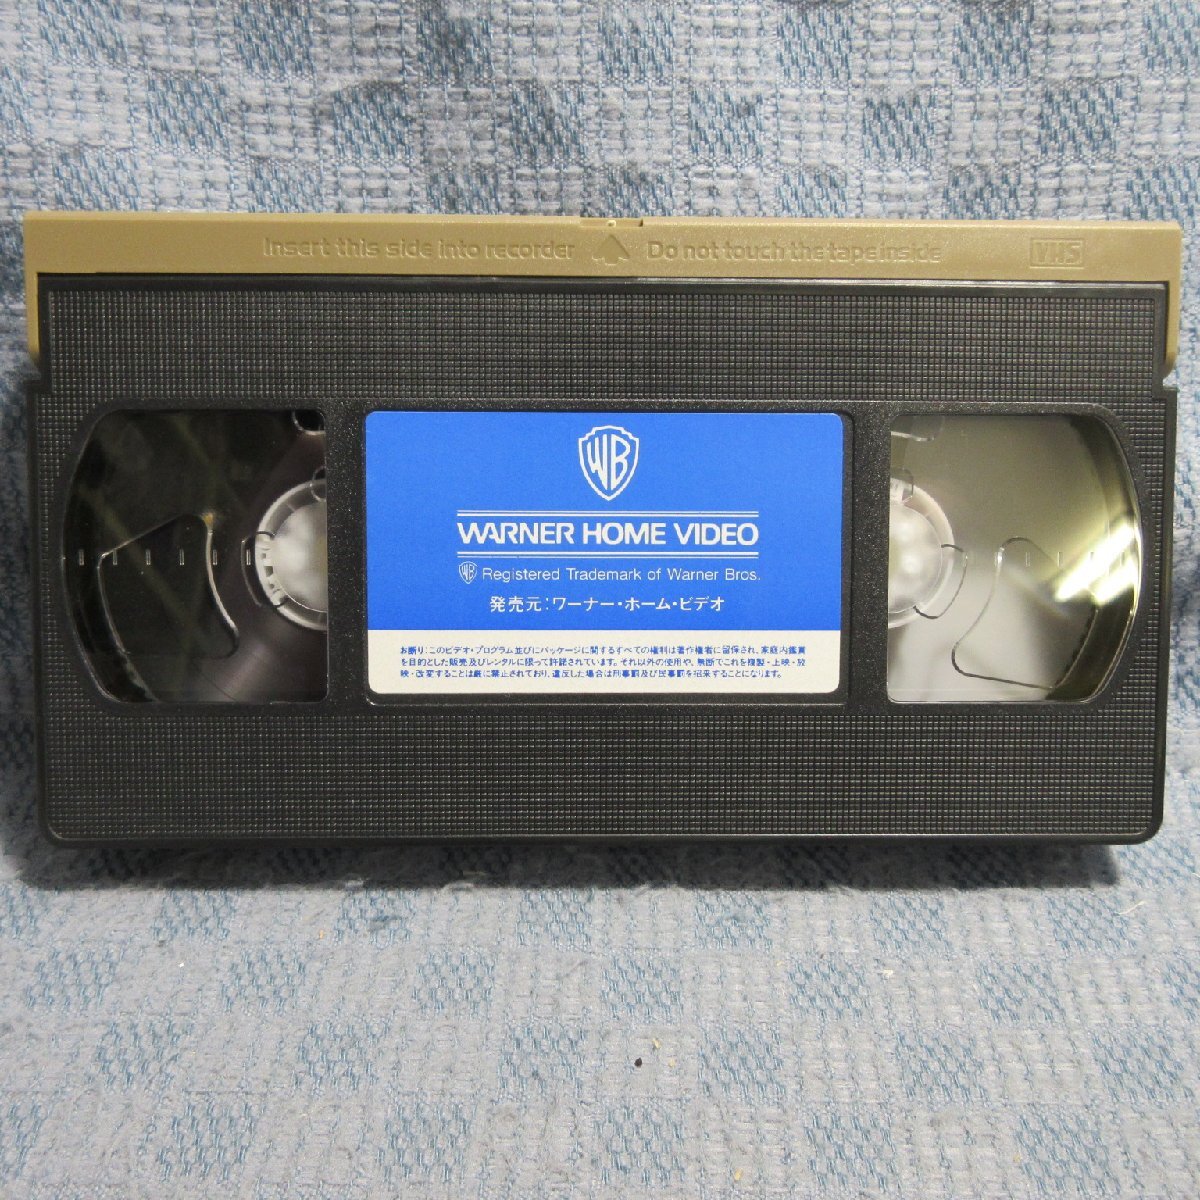 Insert this side into recorder Do not touch the tape inside VHS
WB
WARNER HOME VIDEO
WB Registered Trademark of Warner Bros.
発売元:ワーナー・ホーム・ビデオ
お断り:このビデオ・プログラム並びにパッケージに関するすべての権利は著作権者に留保され、家庭内鑑賞
を目的とした販売及びレンタルに限って許諾されています。それ以外の使用や、無断でこれを複製・上映・放
映・改変することは厳に禁止されており、違反した場合は刑事罰及び民事罰を招来することになります。